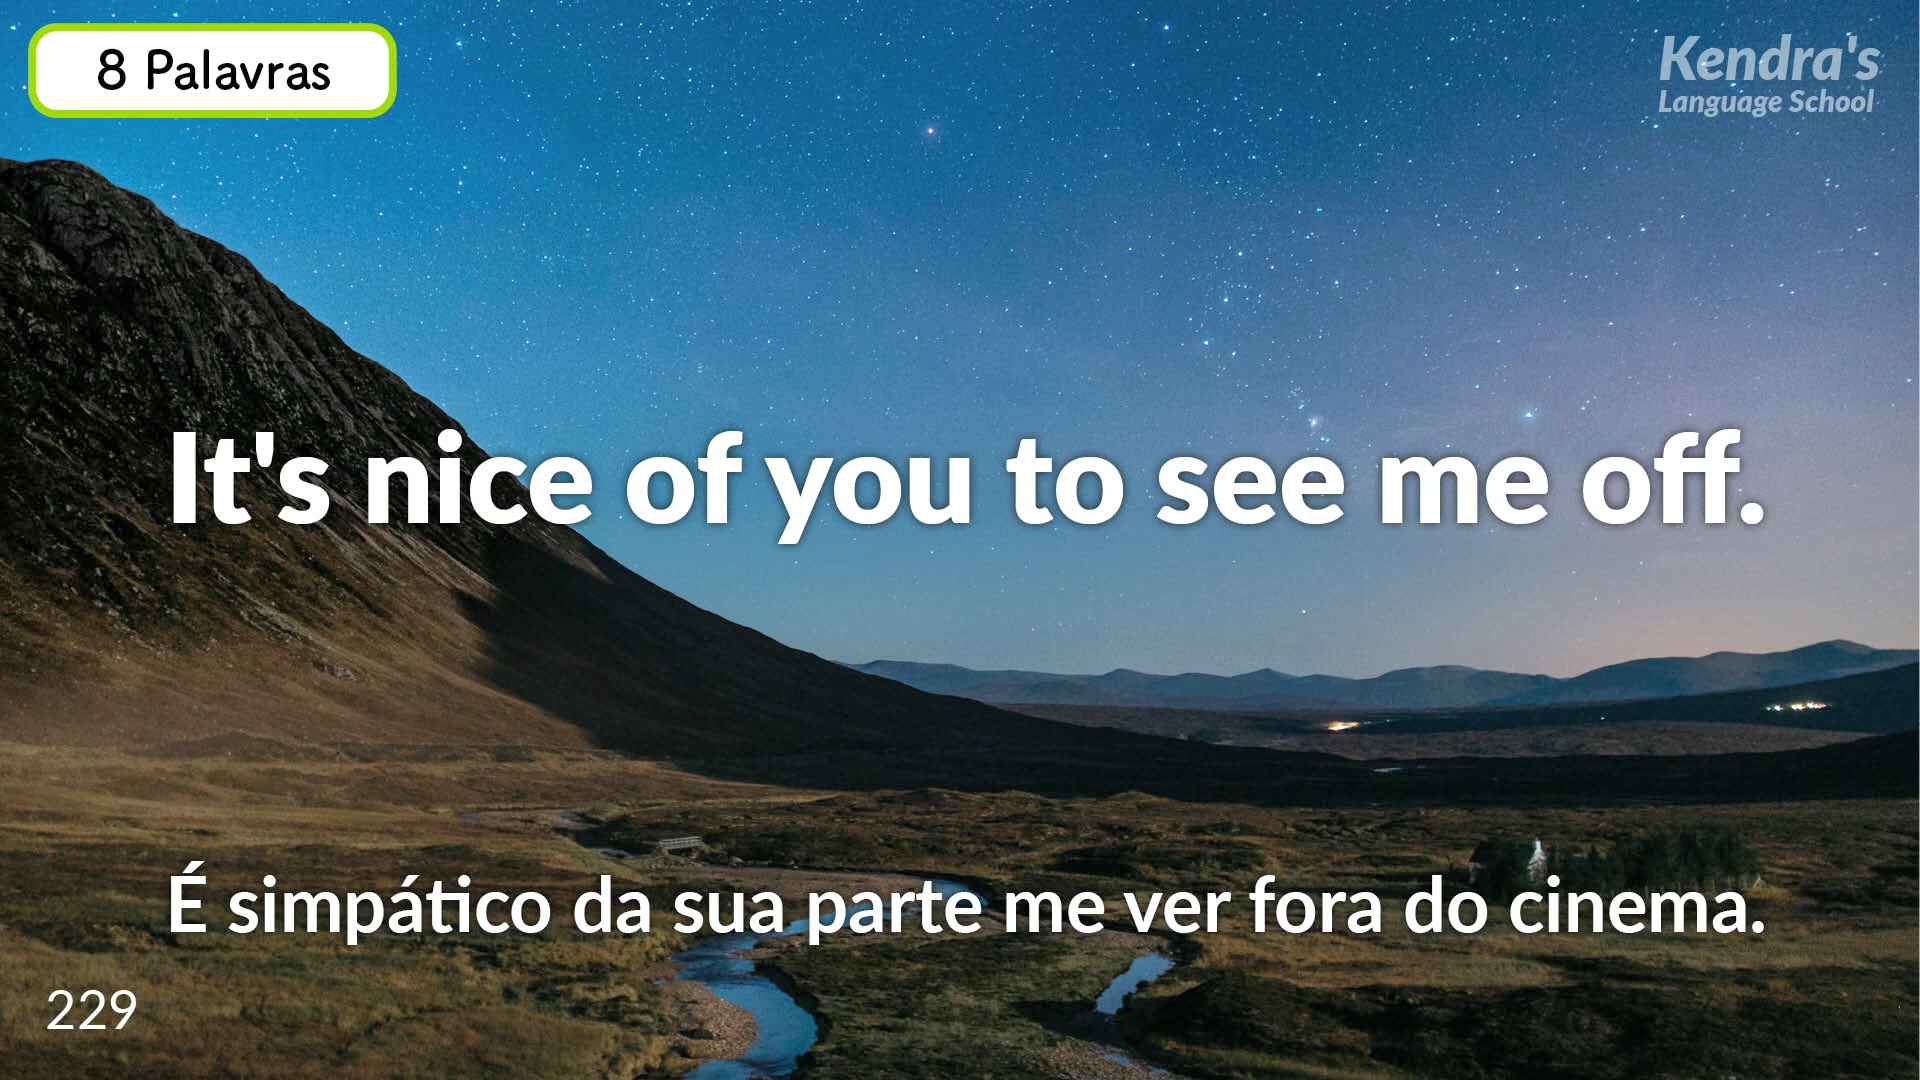 8 Palavras
Kendra's
Language School
It's nice of you to see me off.
É simpático da sua parte me ver fora do cinema.
229